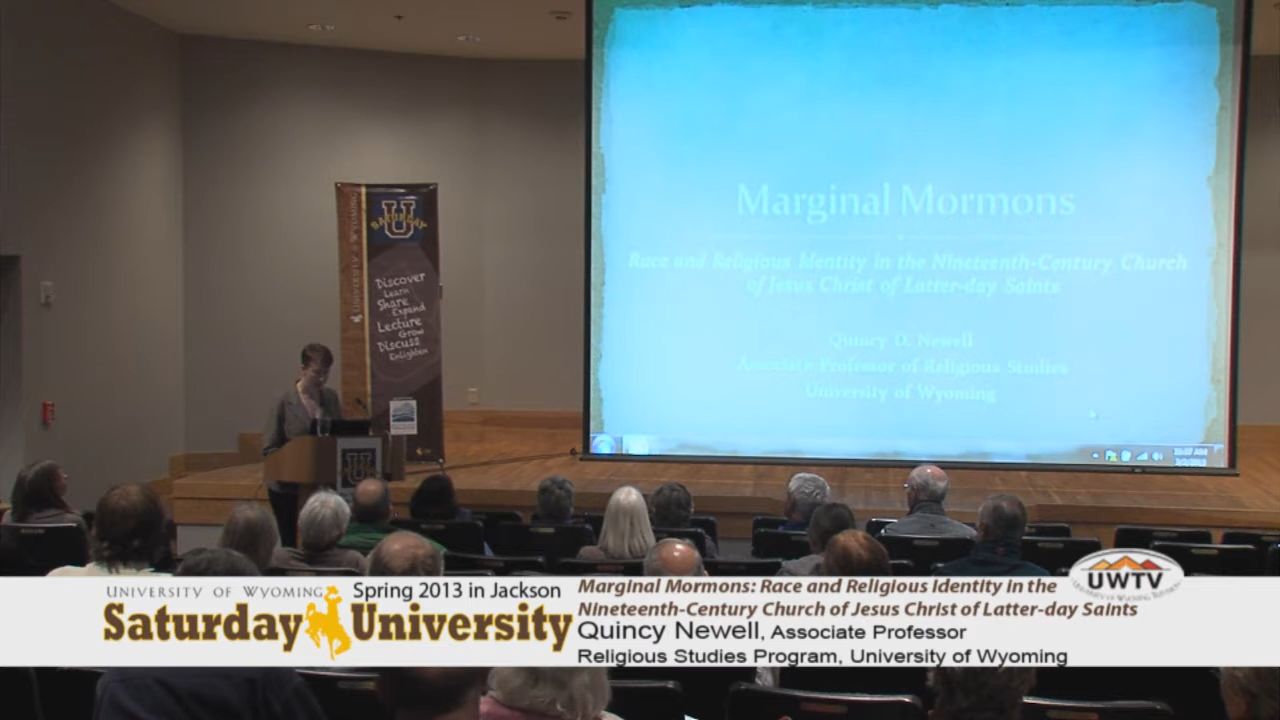 Marginal Mormons
Race and Religious Identity in the Nineteenth-Century Church
of Jesus Christ of Latter-day Saints
Quincy D. Newell
Associate Professor of Religious Studies
University of Wyoming
UNIVERSITY OF WYOMING
U
SATURDAY
Discover
Learn
Share
Expand
Lecture
Grow
Discuss
Enlighten
U
UNIVERSITY OF WYOMING
Spring 2013 in Jackson
Saturday University
Marginal Mormons: Race and Religious Identity in the
Nineteenth-Century Church of Jesus Christ of Latter-day Saints
Quincy Newell, Associate Professor
Religious Studies Program, University of Wyoming
UWTV